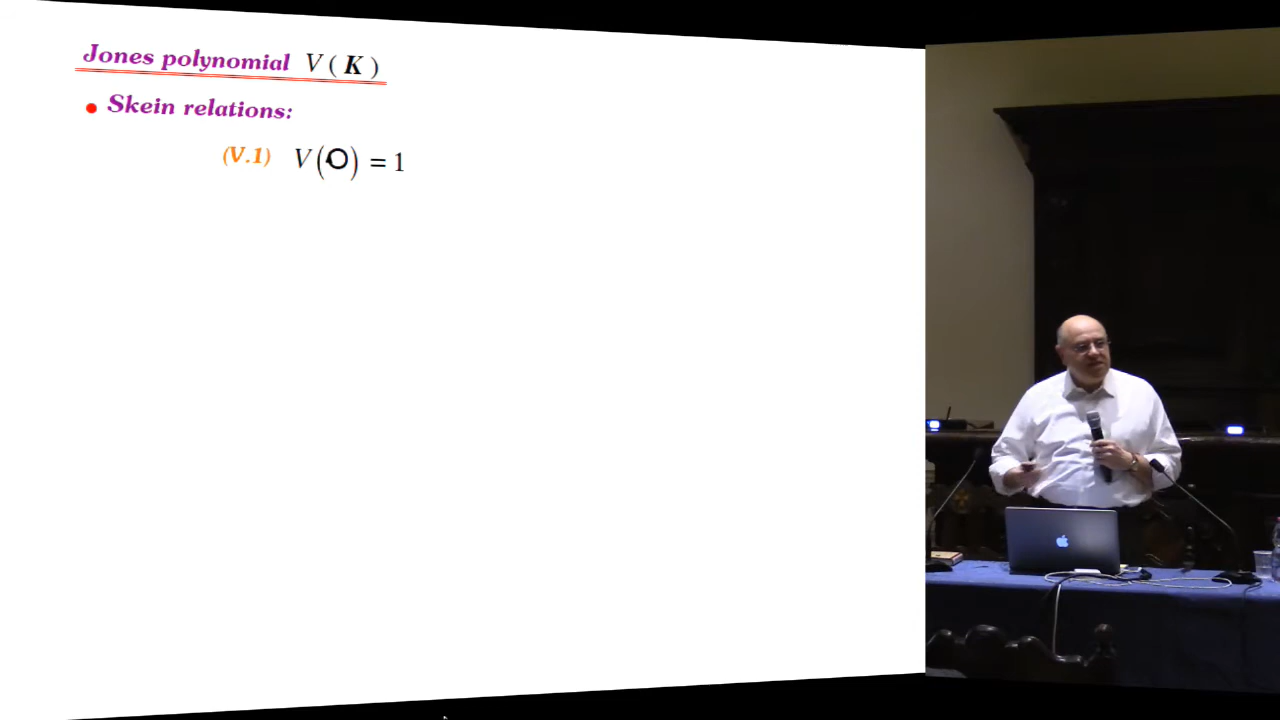 Jones polynomial V ( K )
• Skein relations:
(V.1) V(O) = 1